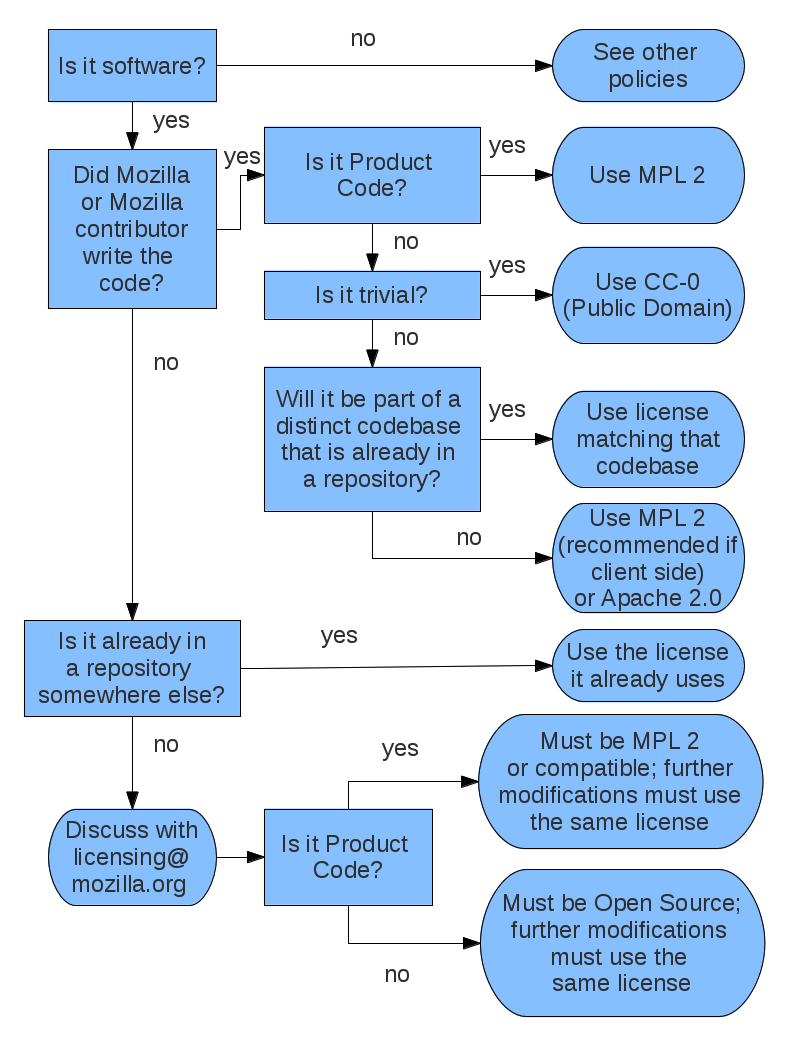 no
Is it software?
See other
policies
yes
Did Mozilla
or Mozilla
contributor
write the
code?
yes
Is it Product
Code?
yes
Use MPL 2
no
Is it trivial?
yes
Use CC-0
(Public Domain)
no
no
Will it be part of a
distinct codebase
that is already in
a repository?
yes
Use license
matching that
codebase
no
Use MPL 2
(recommended if
client side)
or Apache 2.0
Is it already in
a repository
somewhere else?
yes
Use the license
it already uses
no
Discuss with
licensing@
mozilla.org
Is it Product
Code?
yes
Must be MPL 2
or compatible; further
modifications must use
the same license
no
Must be Open Source;
further modifications
must use the
same license